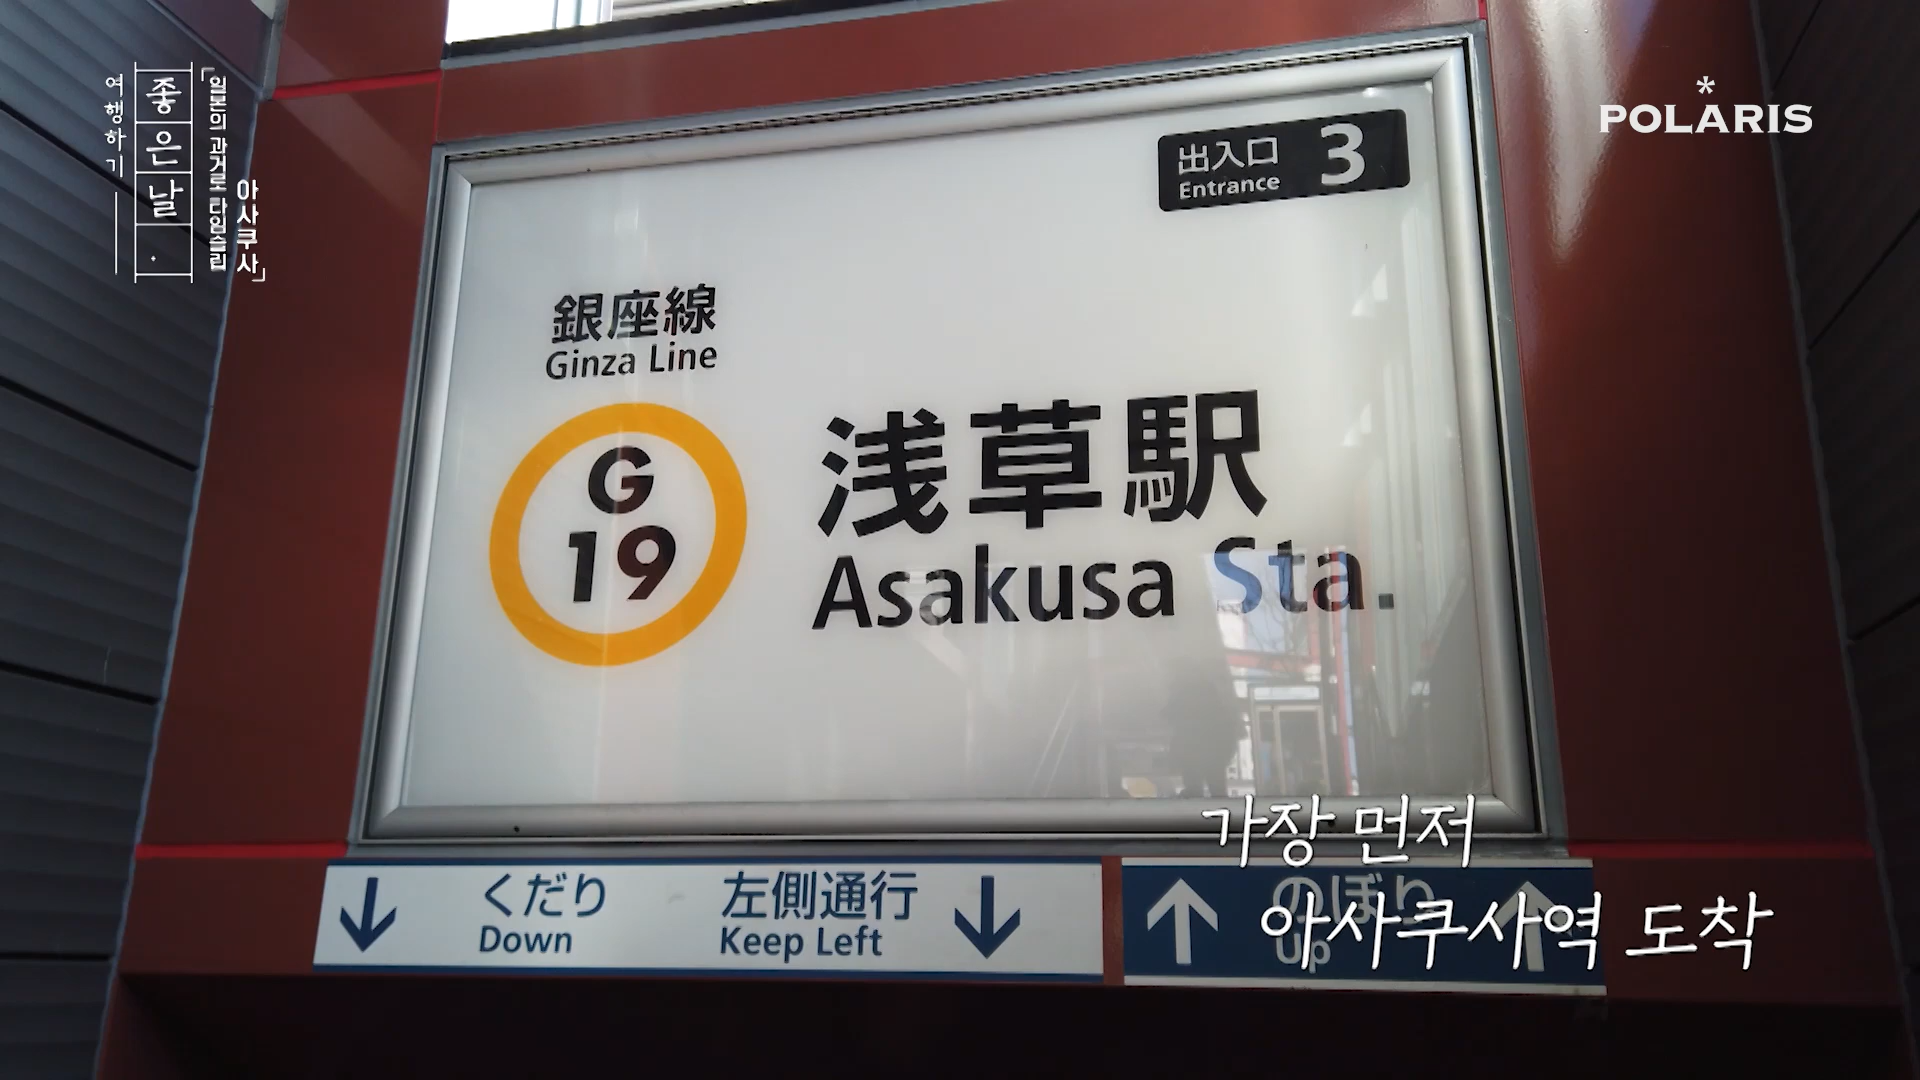 여행하기
좋은날.
「일본의 과거로 타임슬립
아사쿠사」
*
POLARIS
出入口
Entrance
3
銀座線
Ginza Line
G
19
浅草駅
Asakusa Sta.
くだり
Down
左側通行
Keep Left
のぼり
Up
가장 먼저
아사쿠사역 도착